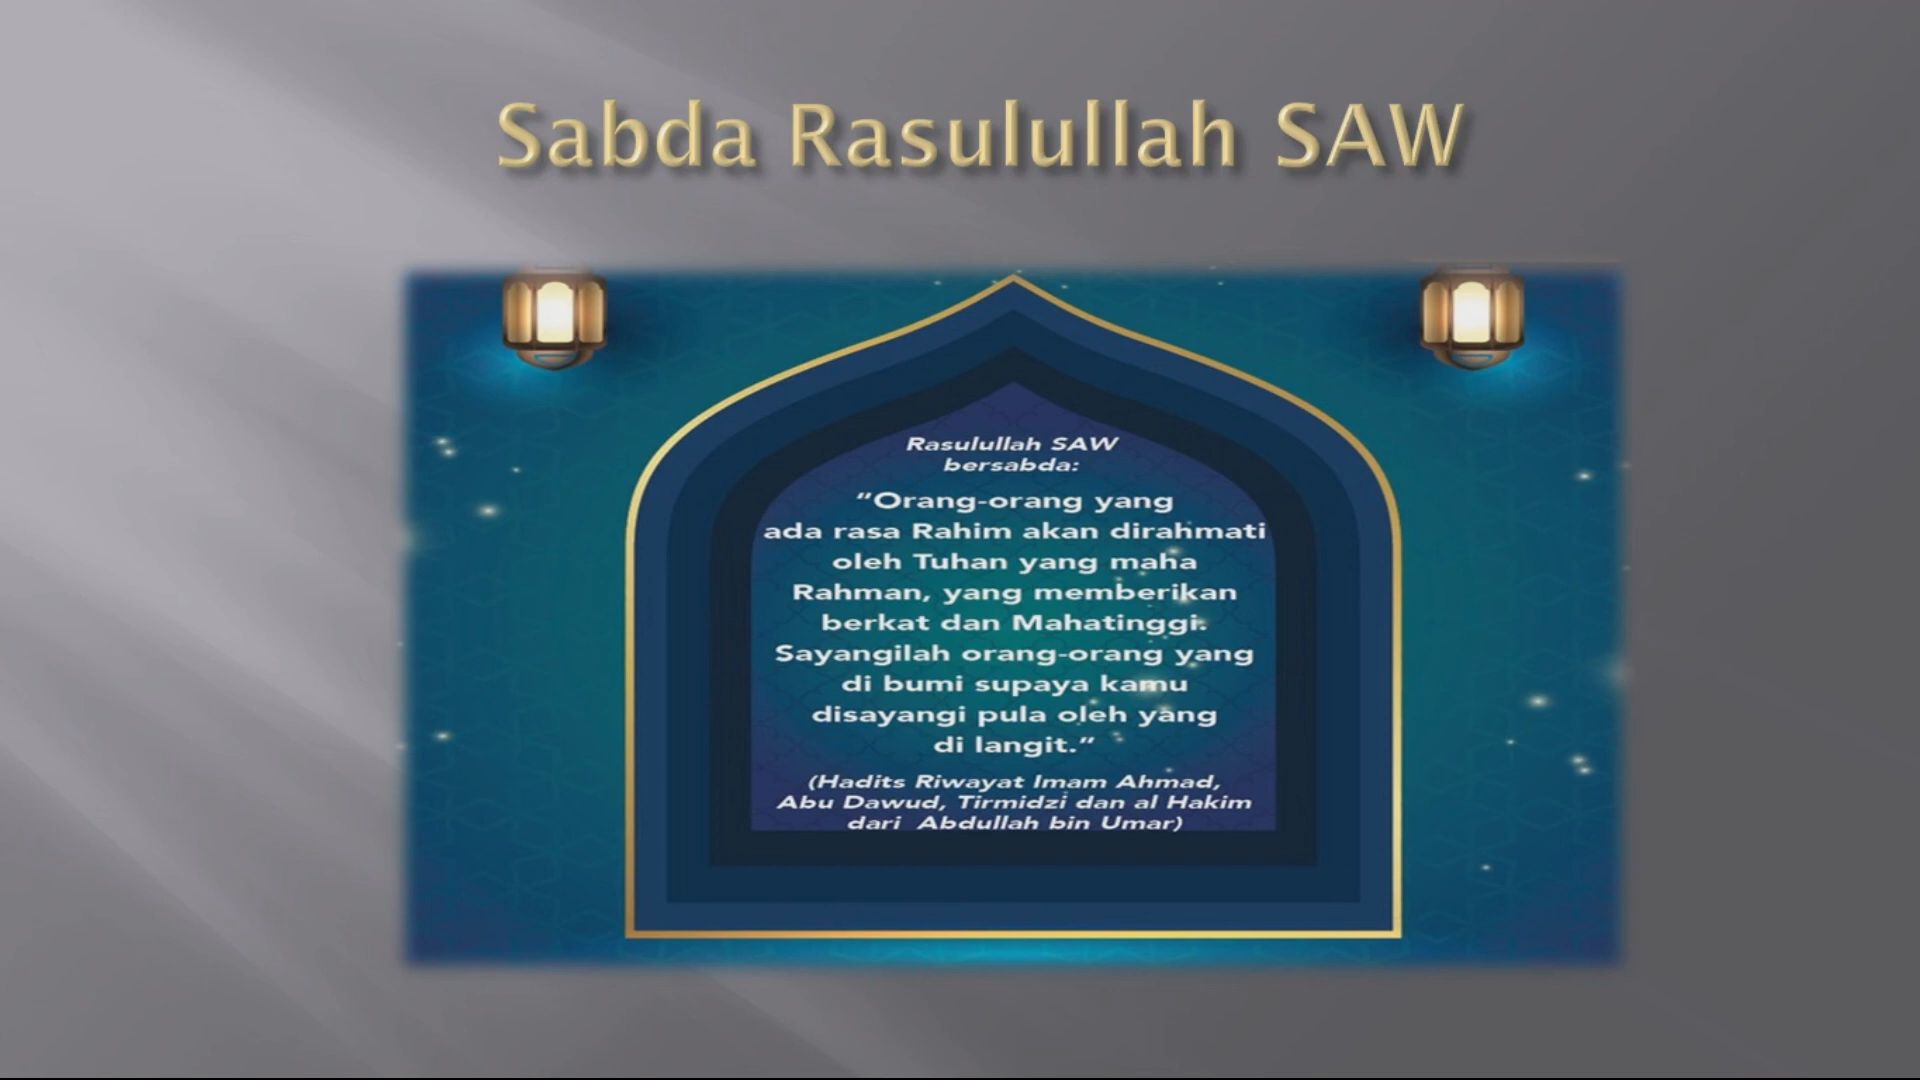 Sabda Rasulullah SAW
Rasulullah SAW
bersabda:
“Orang-orang yang
ada rasa Rahim akan dirahmati
oleh Tuhan yang maha
Rahman, yang memberikan
berkat dan Mahatinggi.
Sayangilah orang-orang yang
di bumi supaya kamu
disayangi pula oleh yang
di langit.”
(Hadits Riwayat Imam Ahmad,
Abu Dawud, Tirmidzi dan al Hakim
dari Abdullah bin Umar)